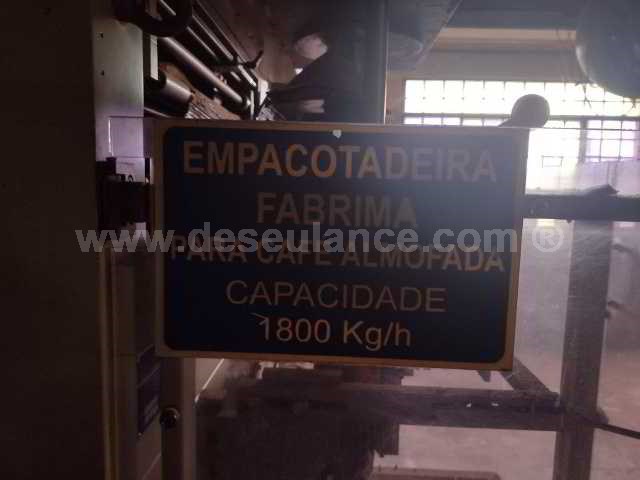 EMPACOTADEIRA
FABRIMA
www.deseulance.com ®
PARA CAFÉ ALMOFADA
CAPACIDADE
1800 Kg/h